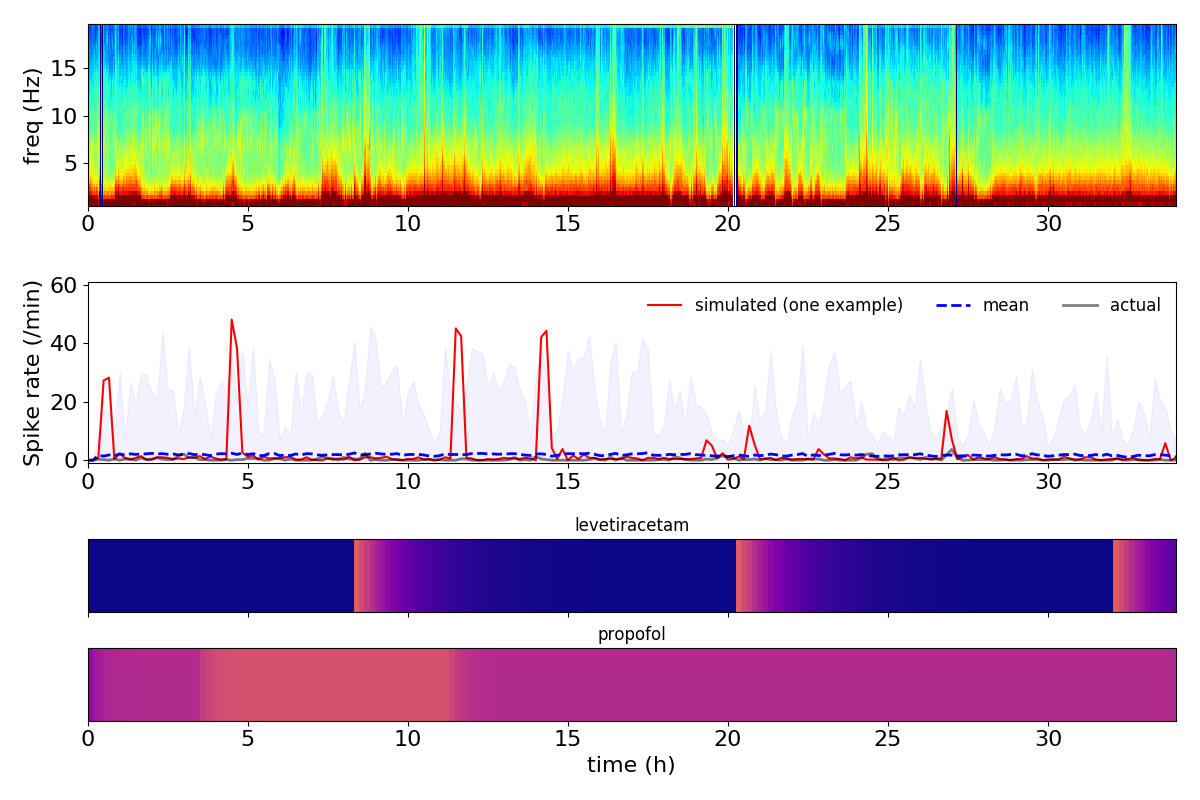 freq (Hz)
15
10
5
0 5 10 15 20 25 30
Spike rate (/min)
60
40
20
0
simulated (one example) mean actual
0 5 10 15 20 25 30
levetiracetam
propofol
0 5 10 15 20 25 30
time (h)